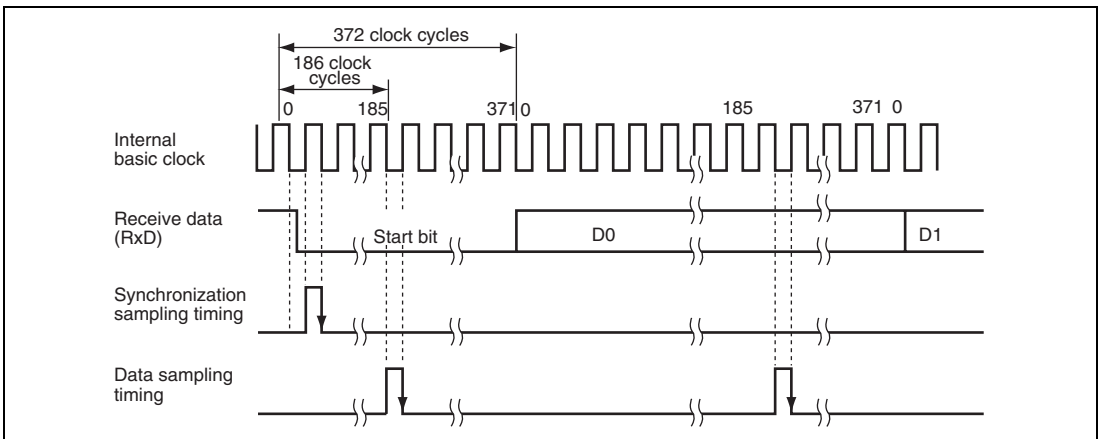 372 clock cycles
186 clock
cycles
0 185 371 0 185 371 0
Internal
basic clock
Receive data
(RxD)
Start bit D0 D1
Synchronization
sampling timing
Data sampling
timing